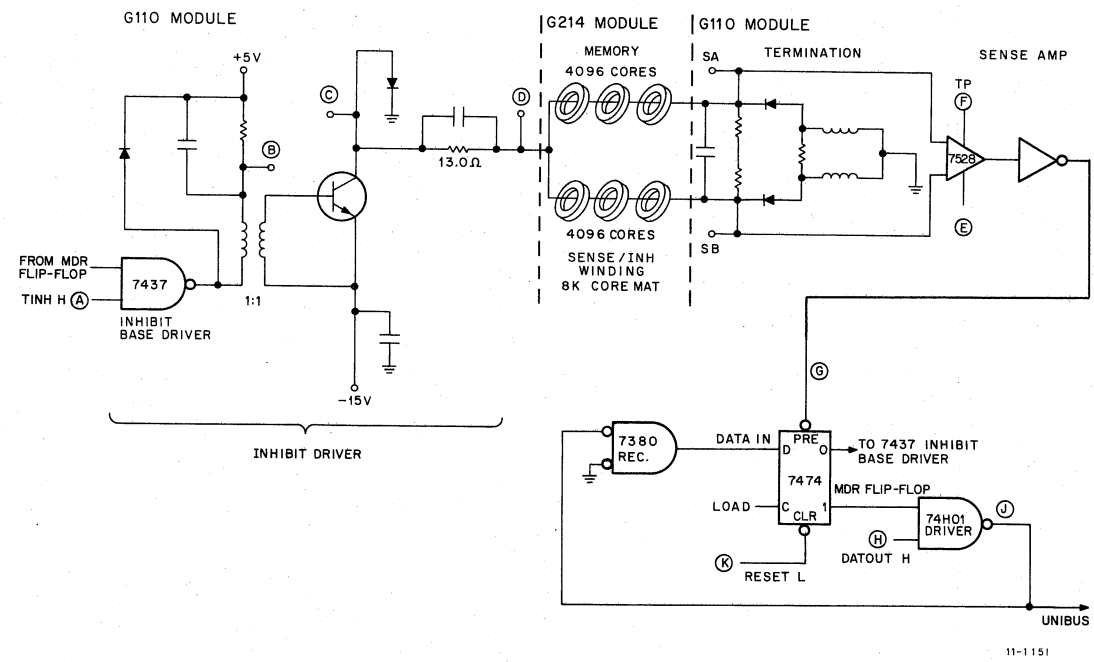 G110 MODULE
G214 MODULE
G110 MODULE
MEMORY
4096 CORES
TERMINATION
SENSE AMP
+5V
SA
TP
F
C
D
B
13.0Ω
7528
E
4096 CORES
SB
SENSE/INH
WINDING
8K CORE MAT
FROM MDR
FLIP-FLOP
7437
TINH H A
1:1
INHIBIT
BASE DRIVER
-15V
INHIBIT DRIVER
G
7380
REC.
DATA IN
PRE
D
0
TO 7437 INHIBIT
BASE DRIVER
7474
MDR FLIP-FLOP
LOAD
C
1
CLR
74H01
DRIVER
J
H
DATOUT H
K
RESET L
UNIBUS
11-1151